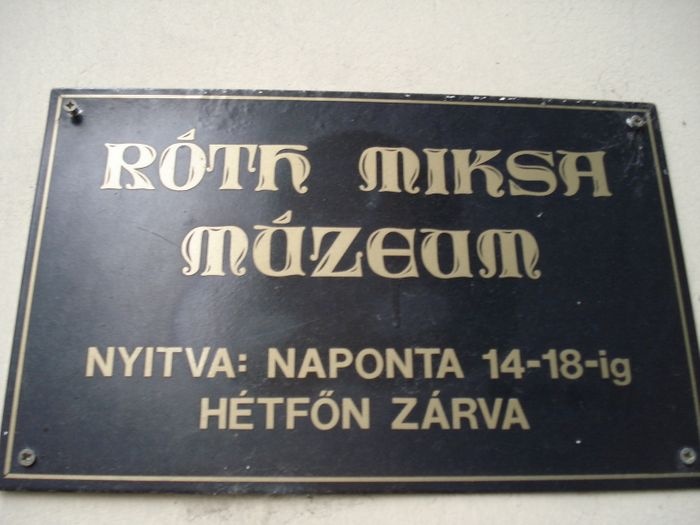 RÓTH MIKSA
MÚZEUM
NYITVA: NAPONTA 14-18-ig
HÉTFŐN ZÁRVA